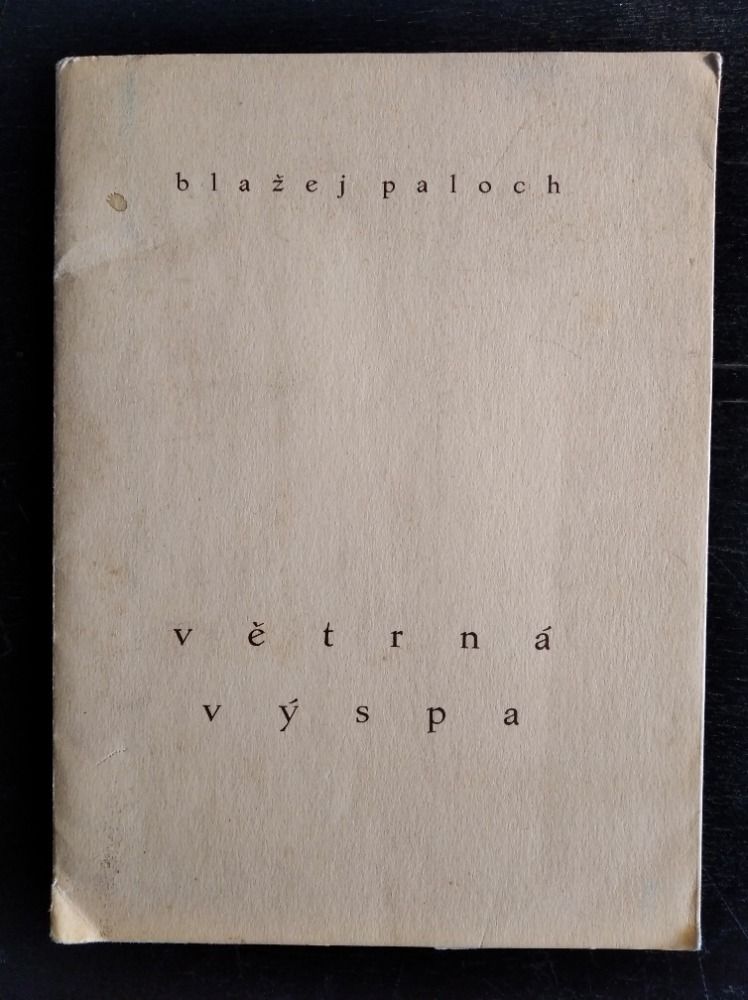 blažej paloch
větrná
výspa